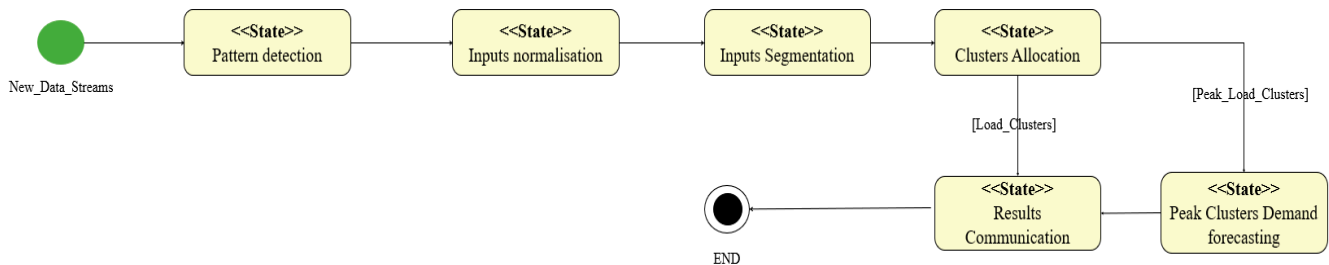 <<State>>
Pattern detection
<<State>>
Inputs normalisation
<<State>>
Inputs Segmentation
<<State>>
Clusters Allocation
New_Data_Streams
[Peak_Load_Clusters]
[Load_Clusters]
<<State>>
Results
Communication
<<State>>
Peak Clusters Demand
forecasting
END